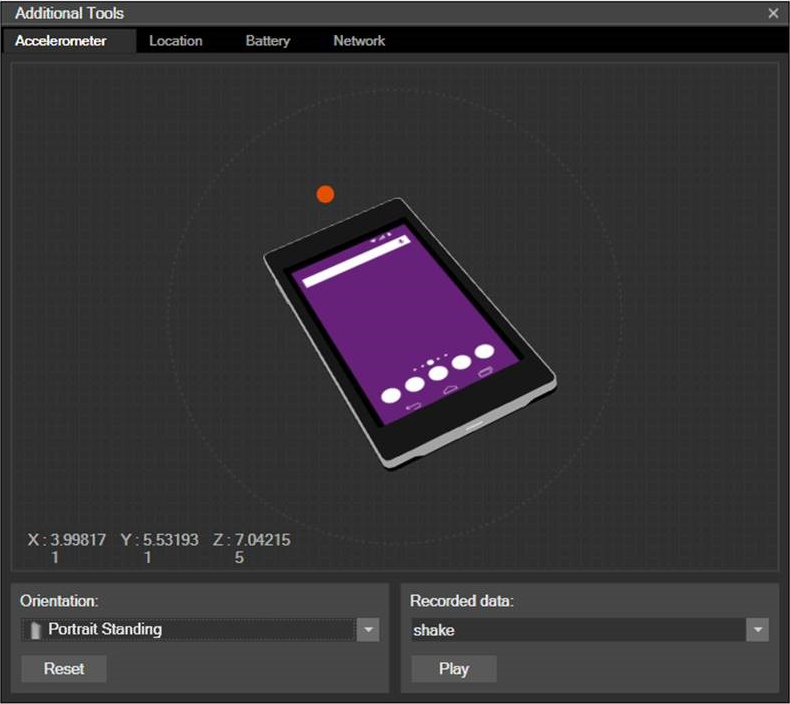 Additional Tools
Accelerometer Location Battery Network
X : 3.99817 Y : 5.53193 Z : 7.04215
1 1 5
Orientation:
Portrait Standing
Reset
Recorded data:
shake
Play